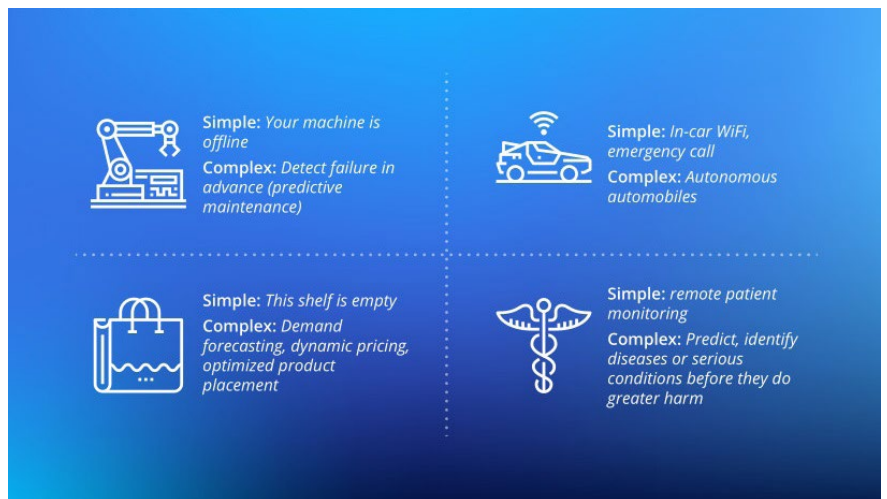 Simple: Your machine is
offline
Complex: Detect failure in
advance (predictive
maintenance)
Simple: In-car WiFi,
emergency call
Complex: Autonomous
automobiles
Simple: This shelf is empty
Complex: Demand
forecasting, dynamic pricing,
optimized product
placement
Simple: remote patient
monitoring
Complex: Predict, identify
diseases or serious
conditions before they do
greater harm